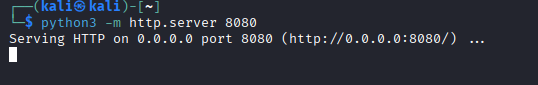 ┌──(kali㉿kali)-[~]
└─$ python3 -m http.server 8080
Serving HTTP on 0.0.0.0 port 8080 (http://0.0.0.0:8080/) ...